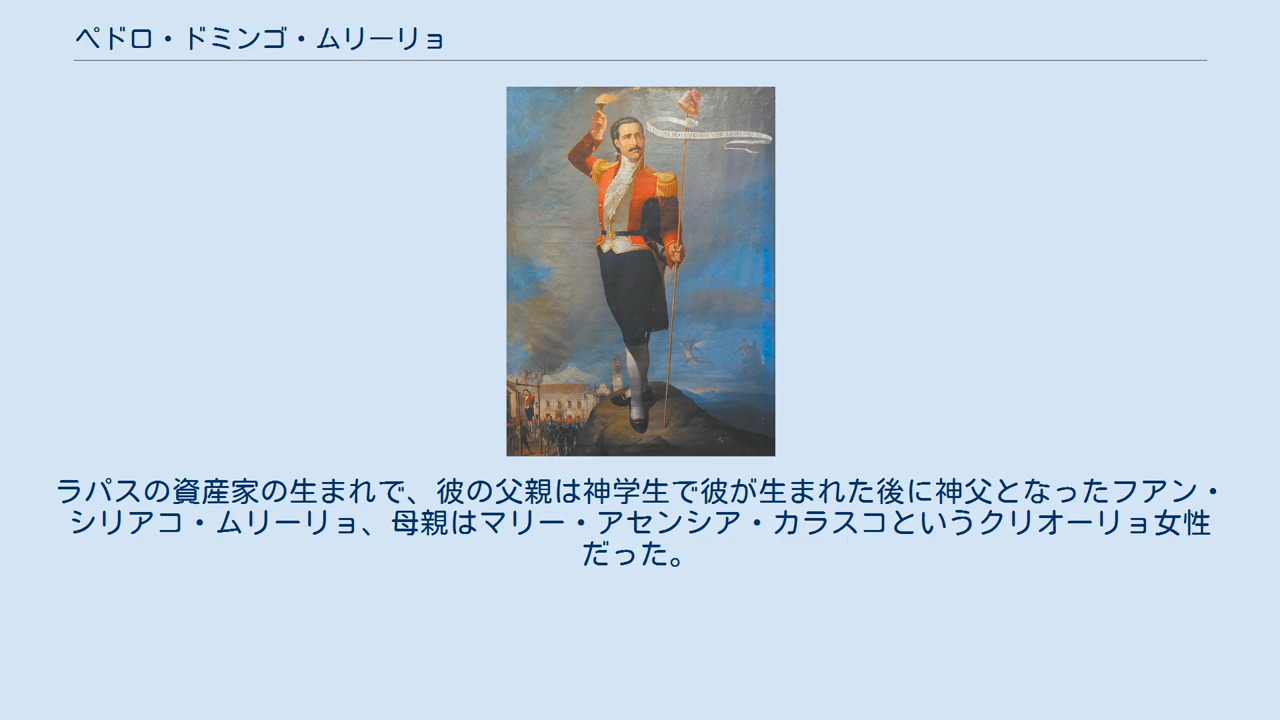 ペドロ・ドミンゴ・ムリーリョ
ラパスの資産家の生まれで、彼の父親は神学生で彼が生まれた後に神父となったフアン・
シリアコ・ムリーリョ、母親はマリー・アセンシア・カラスコというクリオーリョ女性
だった。